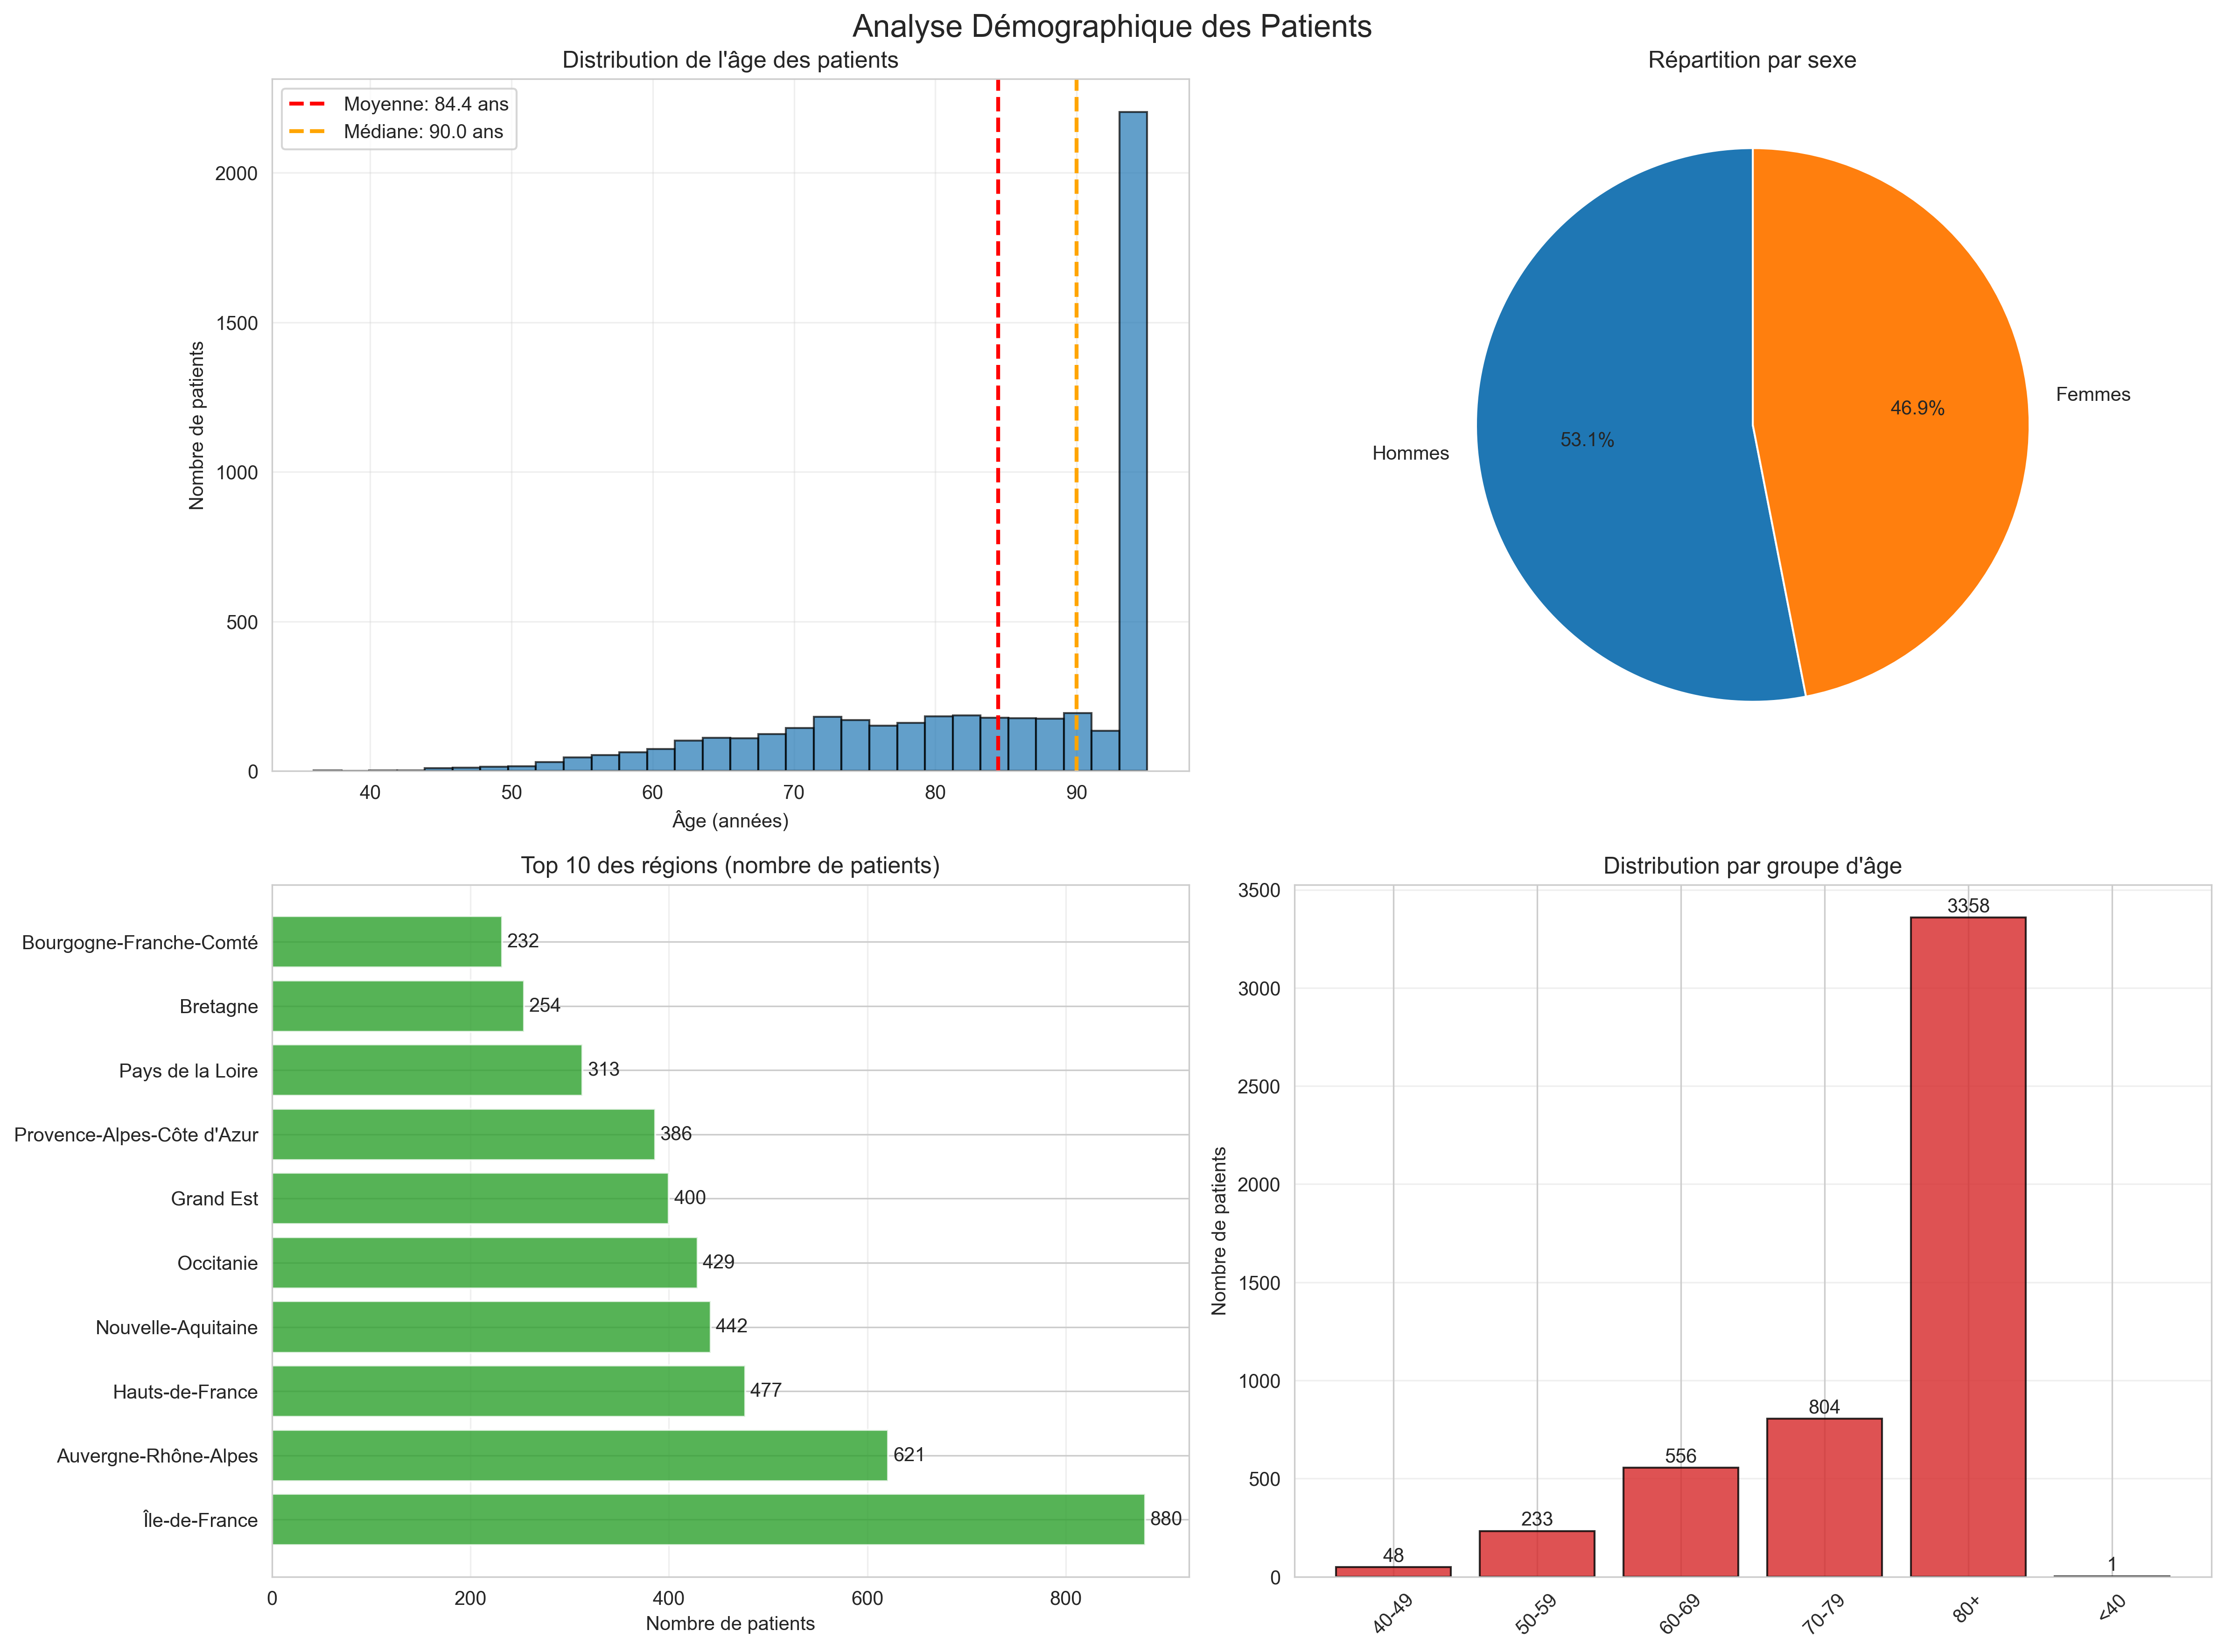 Analyse Démographique des Patients
Distribution de l'âge des patients
Moyenne: 84.4 ans
Médiane: 90.0 ans
Nombre de patients
2000
1500
1000
500
0
40 50 60 70 80 90
Âge (années)
Répartition par sexe
Hommes
53.1%
46.9%
Femmes
Top 10 des régions (nombre de patients)
Bourgogne-Franche-Comté 232
Bretagne 254
Pays de la Loire 313
Provence-Alpes-Côte d'Azur 386
Grand Est 400
Occitanie 429
Nouvelle-Aquitaine 442
Hauts-de-France 477
Auvergne-Rhône-Alpes 621
Île-de-France 880
0 200 400 600 800
Nombre de patients
Distribution par groupe d'âge
Nombre de patients
3500
3000
2500
2000
1500
1000
500
0
48 233 556 804 3358 1
40-49 50-59 60-69 70-79 80+ <40